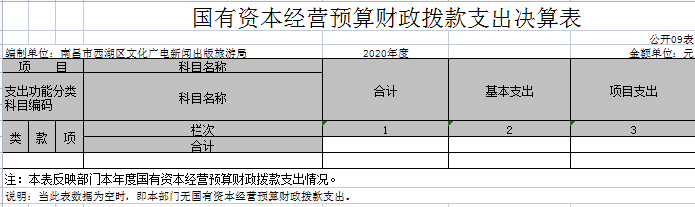 国有资本经营预算财政拨款支出决算表
公开09表
编制单位：南昌市西湖区文化广电新闻出版旅游局 2020年度 金额单位：元
项 目 科目名称
支出功能分类科目编码 科目名称 合计 基本支出 项目支出
类 款 项 栏次 1 2 3
合计
注：本表反映部门本年度国有资本经营预算财政拨款支出情况。
说明：当此表数据为空时，即本部门无国有资本经营预算财政拨款支出。